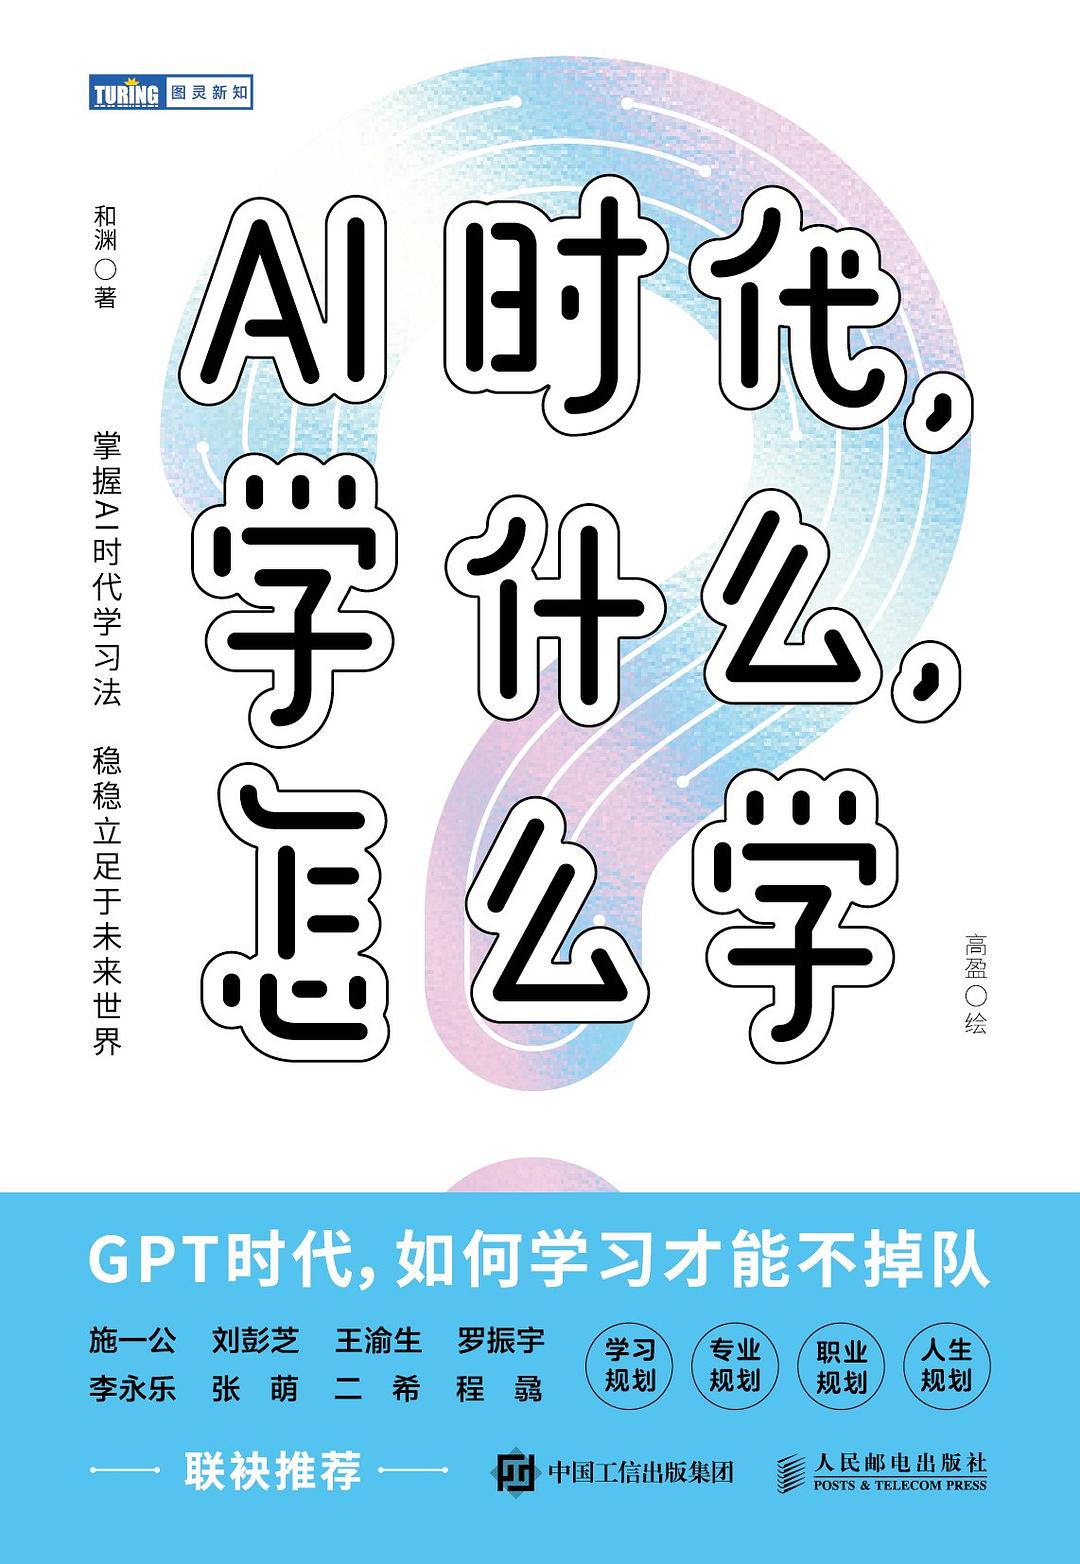 TURING 图灵新知
和渊○著
掌握AI时代学习法 稳稳立足于未来世界
AI时代,
学什么,
怎么学
高盈○绘
GPT时代,如何学习才能不掉队
施一公 刘彭芝 王渝生 罗振宇
李永乐 张萌 二希 程骉
学习规划
专业规划
职业规划
人生规划
联袂推荐
中国工信出版集团
人民邮电出版社
POSTS & TELECOM PRESS